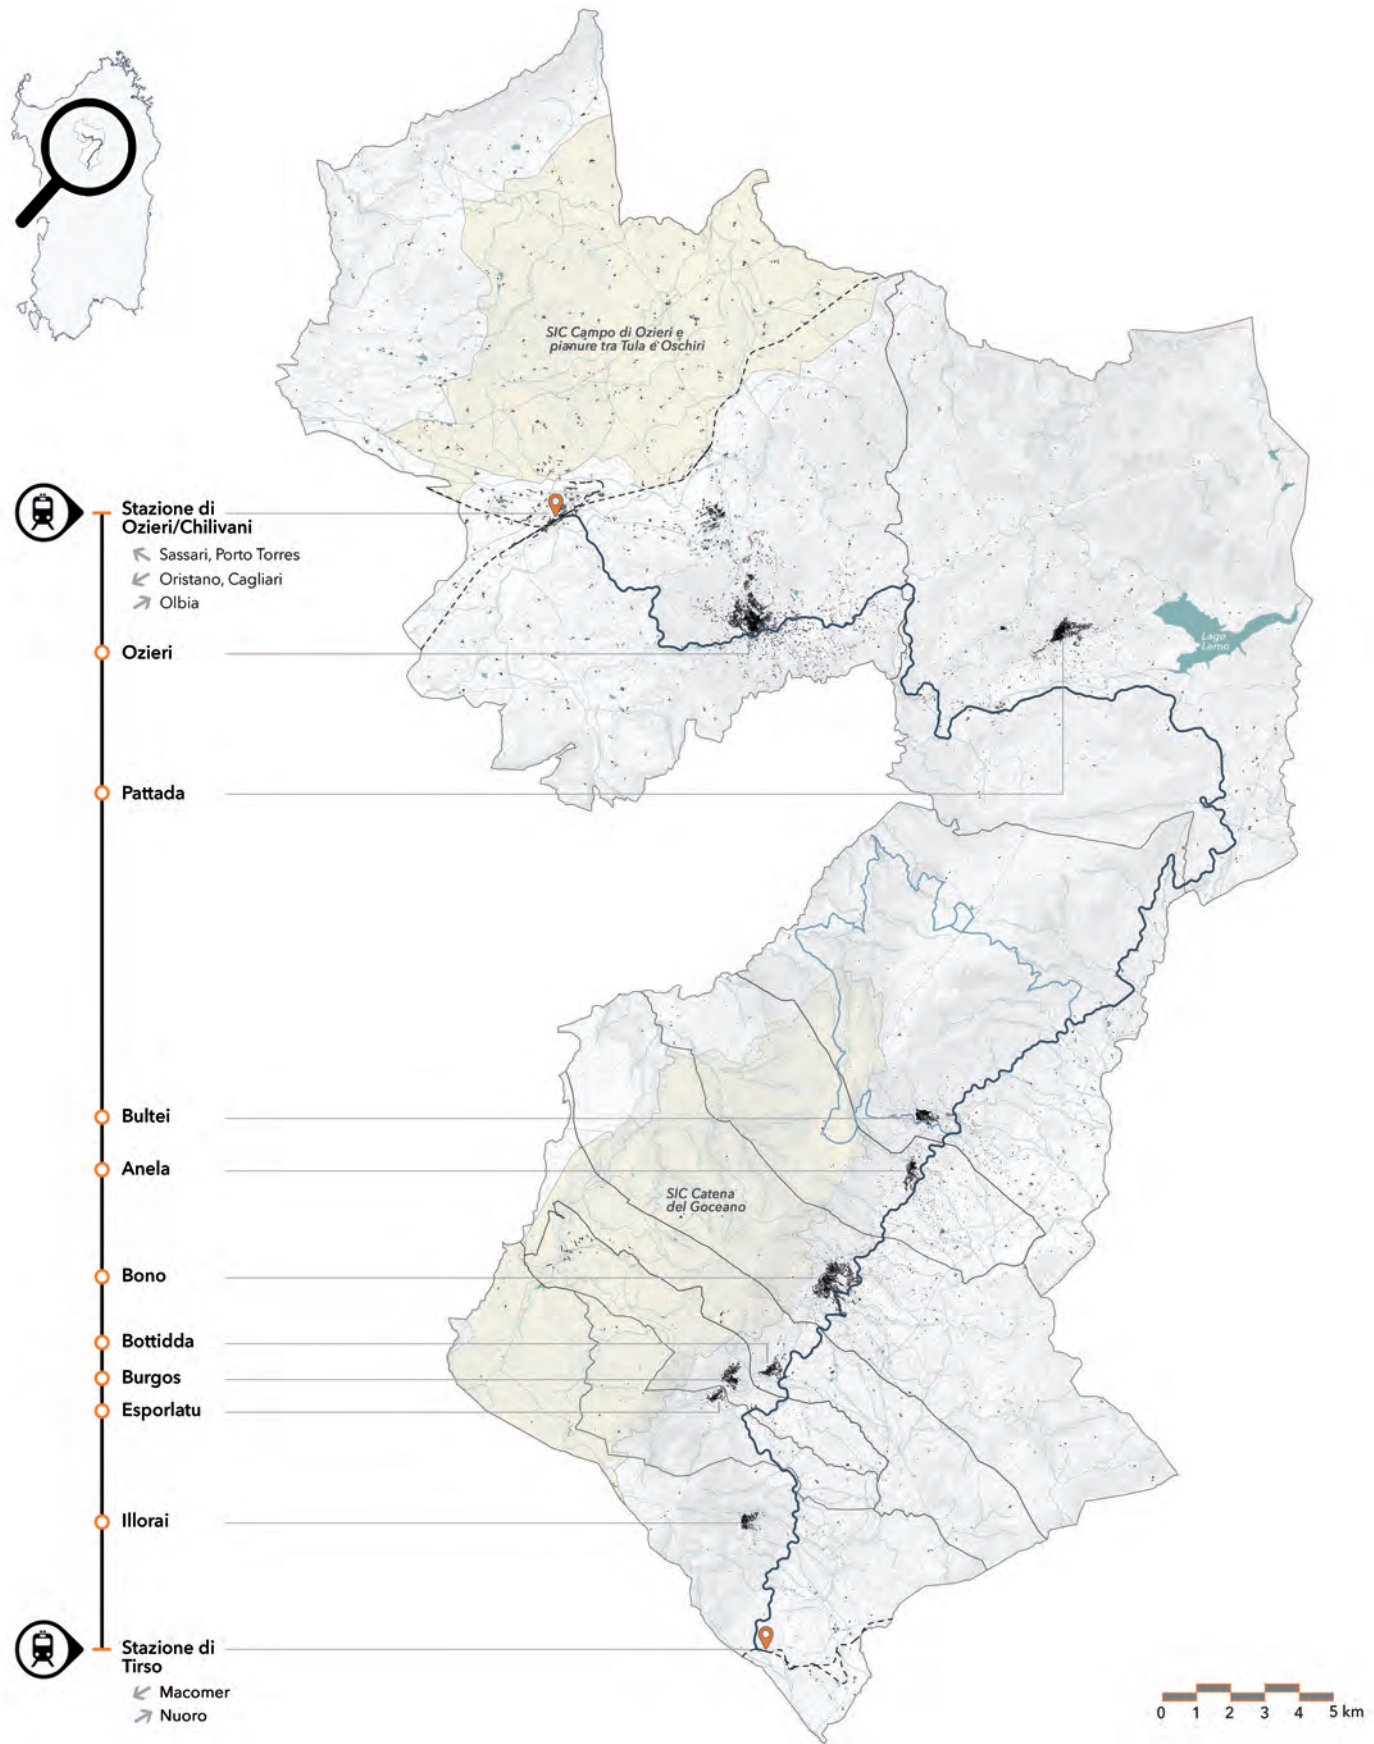 SIC Campo di Ozieri e
pianure tra Tula e Oschiri
Stazione di
Ozieri/Chilivani
Sassari, Porto Torres
Oristano, Cagliari
Olbia
Lago
Lerno
Ozieri
Pattada
Bultei
Anela
SIC Catena
del Goceano
Bono
Bottidda
Burgos
Esporlatu
Illorai
Stazione di
Tirso
Macomer
Nuoro
0 1 2 3 4 5 km